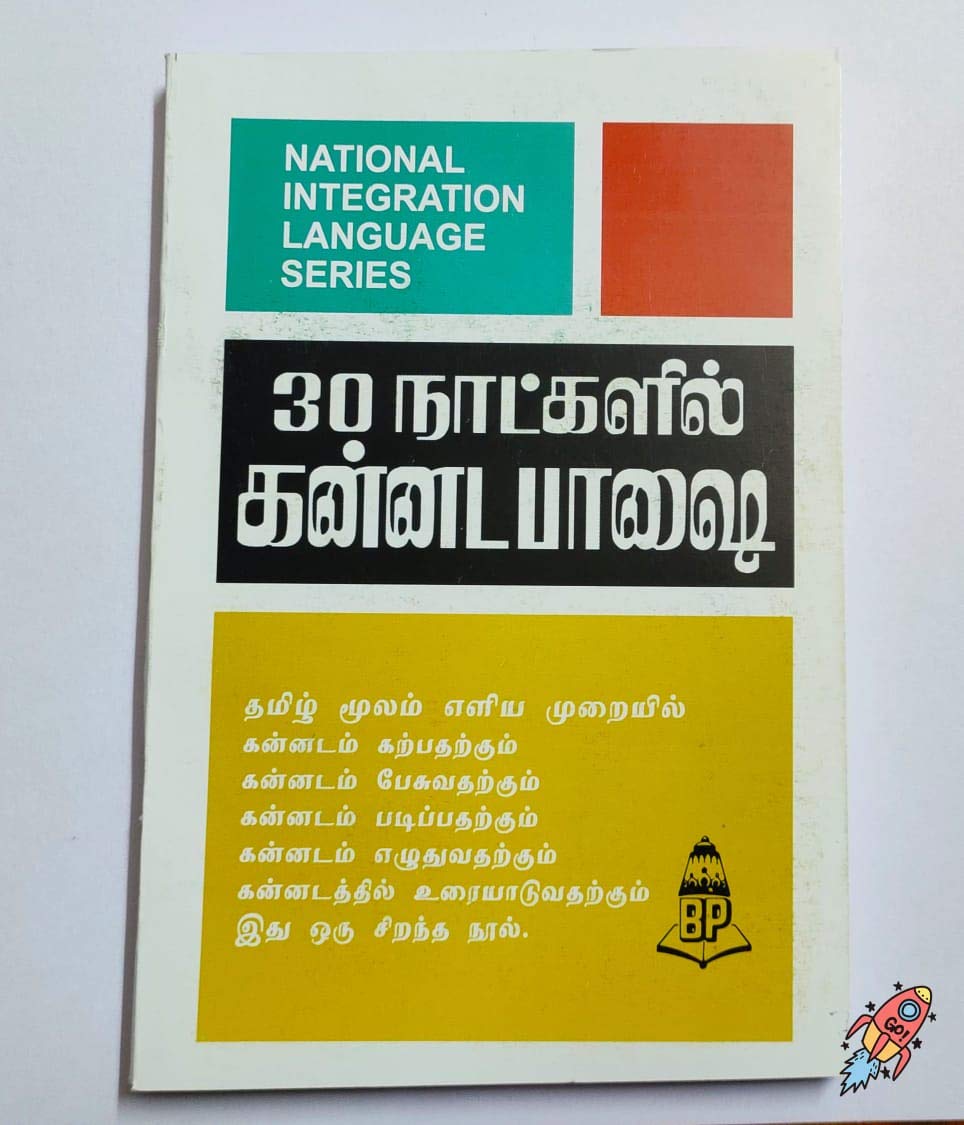 NATIONAL
INTEGRATION
LANGUAGE
SERIES
30 நாட்களில்
கன்னட பாஷை
தமிழ் மூலம் எளிய முறையில்
கன்னடம் கற்பதற்கும்
கன்னடம் பேசுவதற்கும்
கன்னடம் படிப்பதற்கும்
கன்னடம் எழுதுவதற்கும்
கன்னடத்தில் உரையாடுவதற்கும்
இது ஒரு சிறந்த நூல்.
BP
GO!